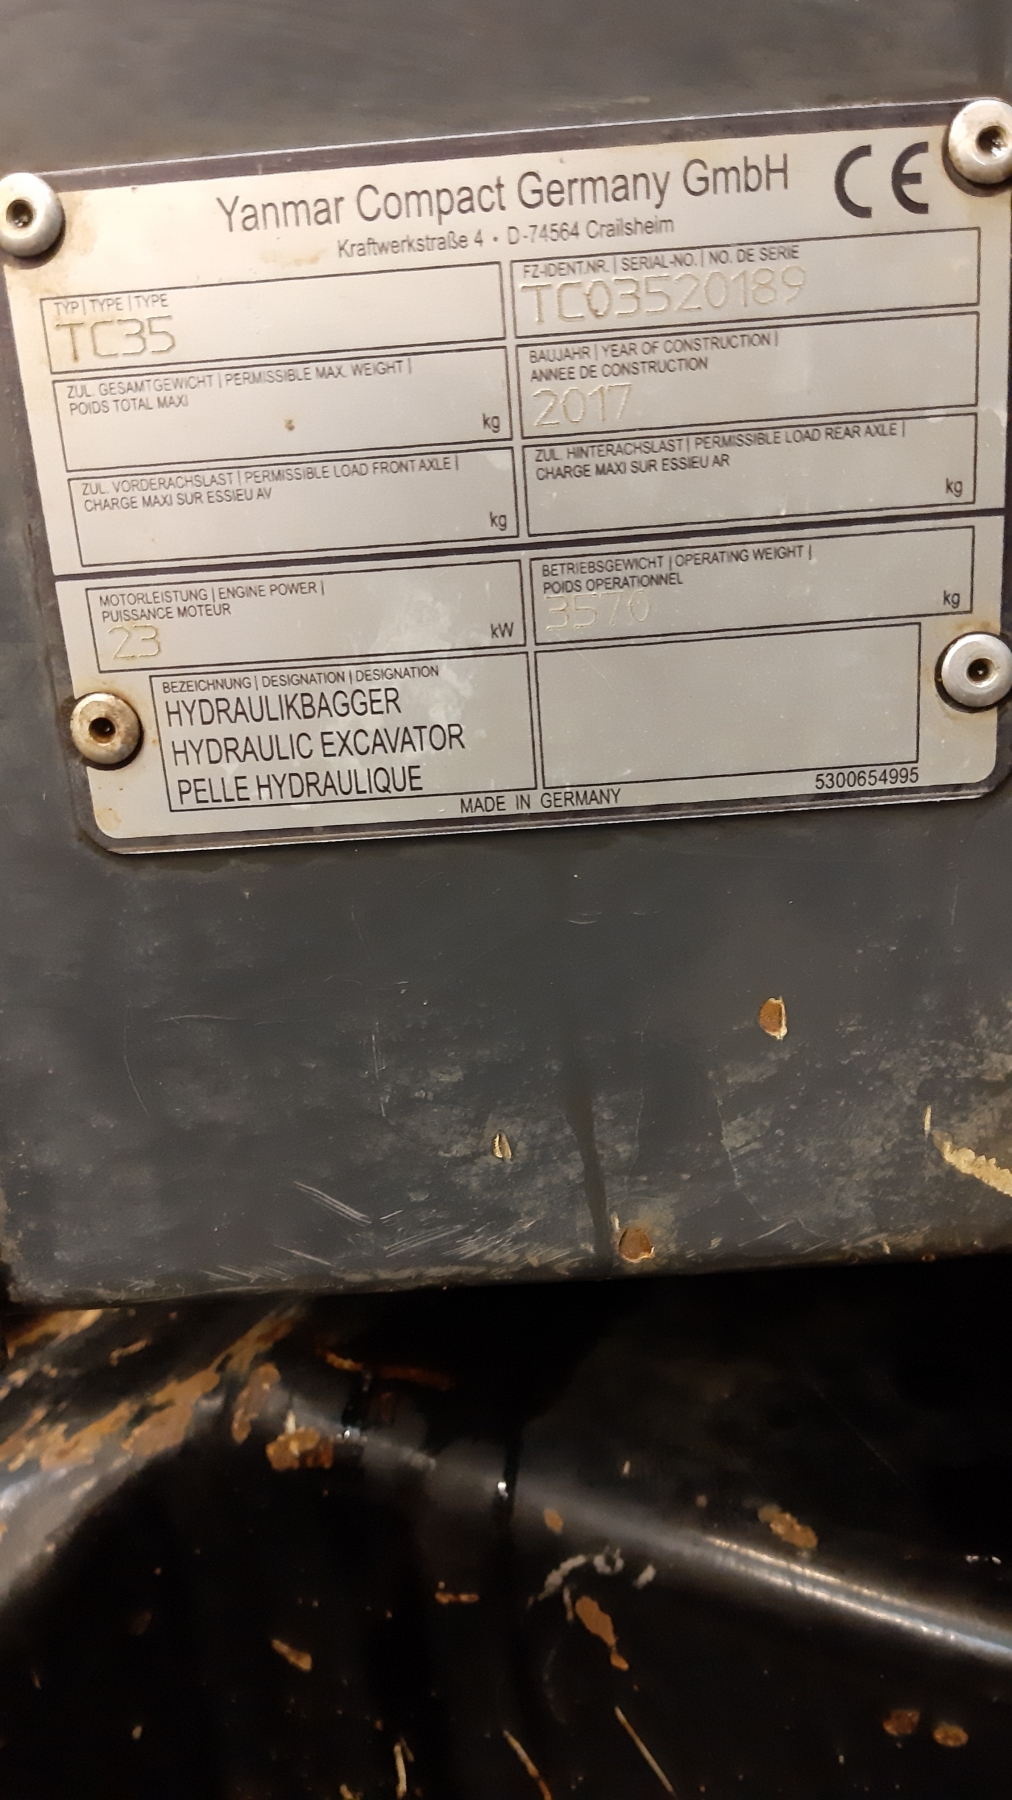 Yanmar Compact Germany GmbH
CE
Kraftwerkstraße 4 • D-74564 Crailsheim
TYP | TYPE | TYPE
TC35
FZ-IDENT.NR. | SERIAL-NO. | NO. DE SERIE
TC03520189
ZUL. GESAMTGEWICHT | PERMISSIBLE MAX. WEIGHT |
POIDS TOTAL MAXI
kg
BAUJAHR | YEAR OF CONSTRUCTION |
ANNEE DE CONSTRUCTION
2017
ZUL. VORDERACHSLAST | PERMISSIBLE LOAD FRONT AXLE |
CHARGE MAXI SUR ESSIEU AV
kg
ZUL. HINTERACHSLAST | PERMISSIBLE LOAD REAR AXLE |
CHARGE MAXI SUR ESSIEU AR
kg
MOTORLEISTUNG | ENGINE POWER |
PUISSANCE MOTEUR
23 kW
BETRIEBSGEWICHT | OPERATING WEIGHT |
POIDS OPERATIONNEL
3570 kg
BEZEICHNUNG | DESIGNATION | DESIGNATION
HYDRAULIKBAGGER
HYDRAULIC EXCAVATOR
PELLE HYDRAULIQUE
MADE IN GERMANY
5300654995